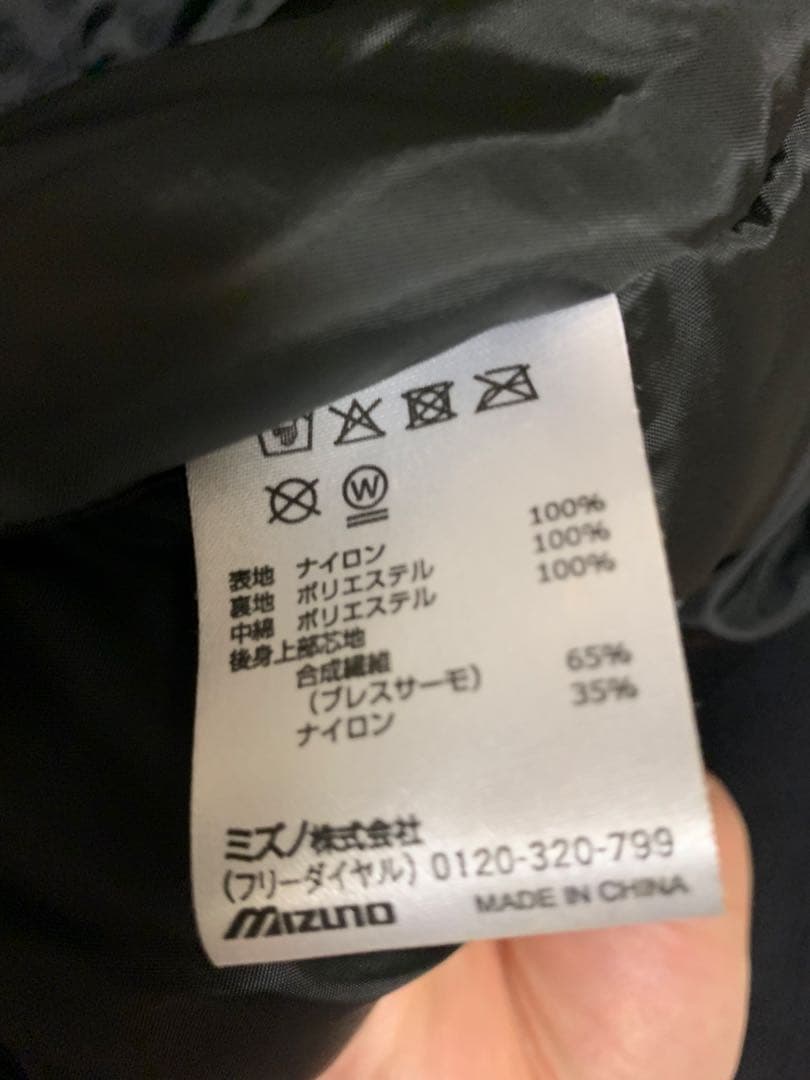 W
表地 ナイロン 100%
裏地 ポリエステル 100%
中綿 ポリエステル 100%
後身上部芯地
合成繊維 65%
(ブレスサーモ)
ナイロン 35%
ミズノ株式会社
(フリーダイヤル) 0120-320-799
MIZUNO MADE IN CHINA